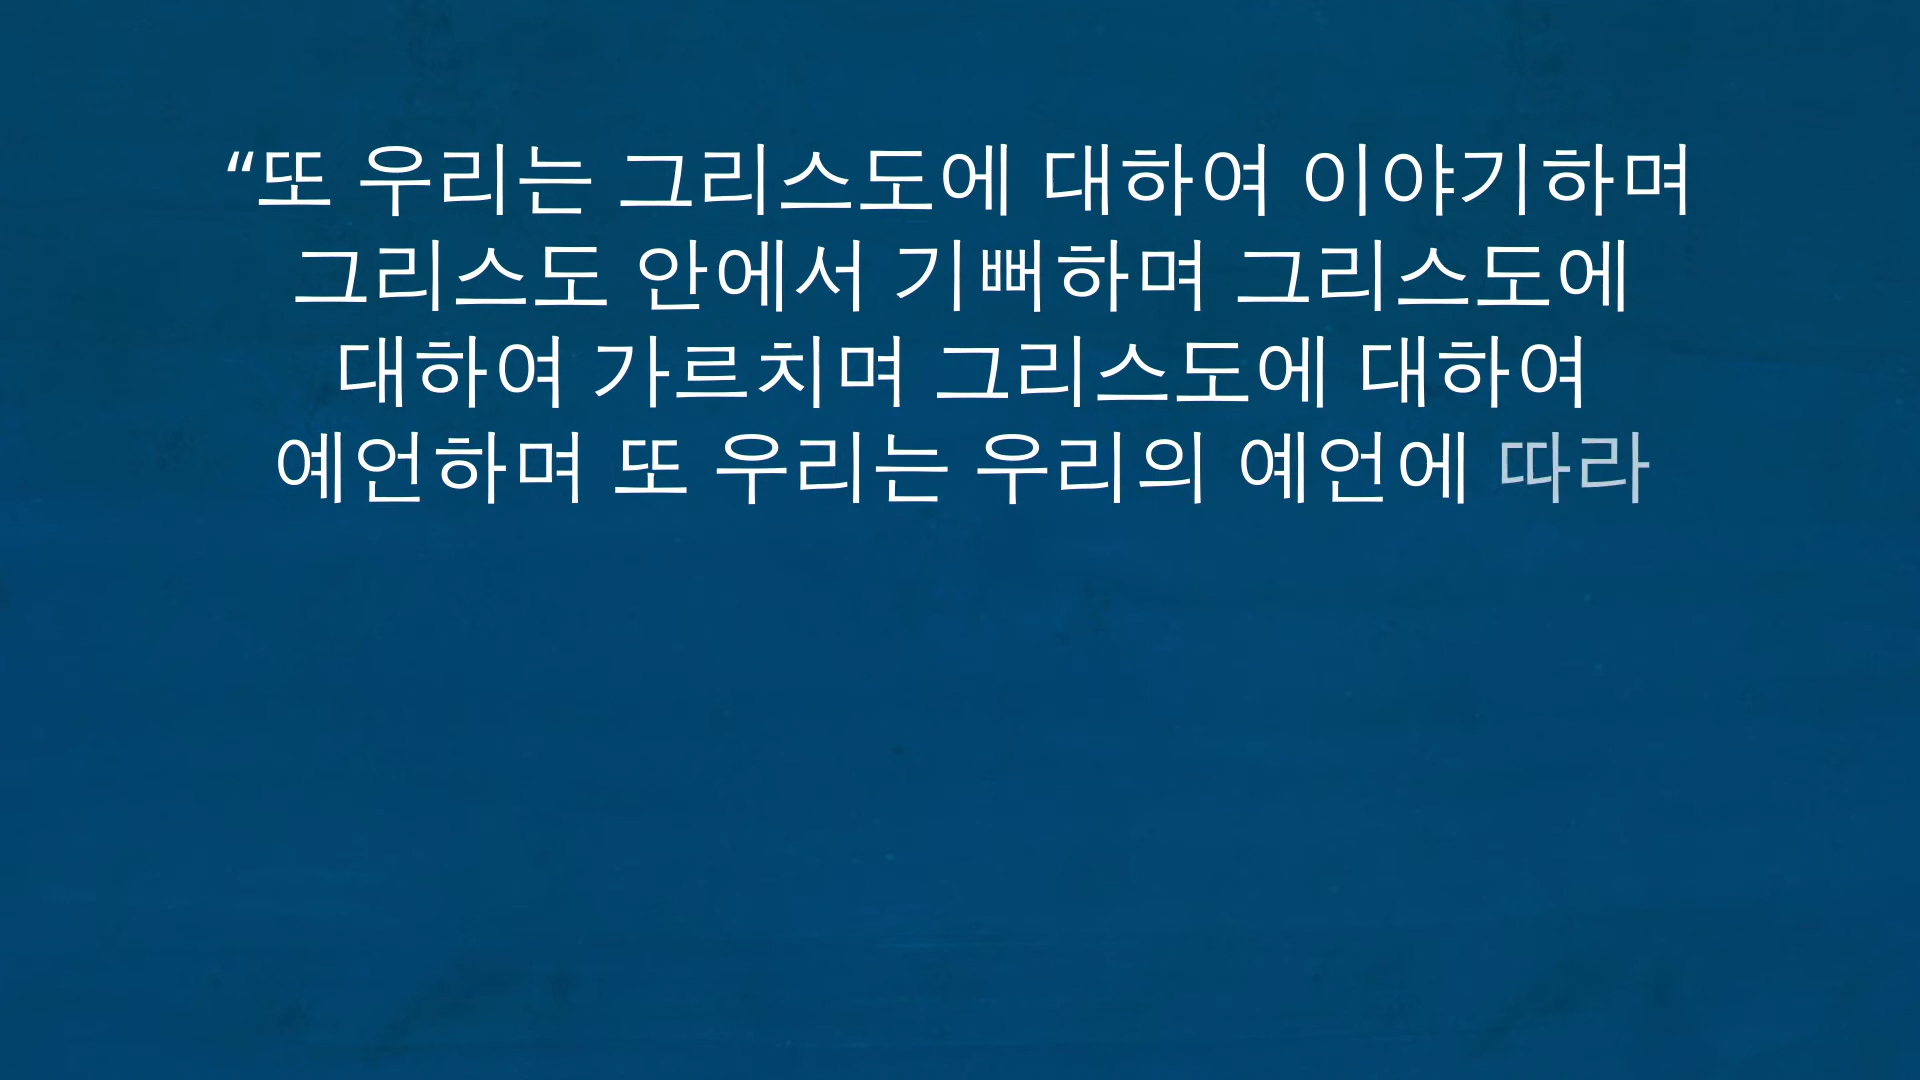 “또 우리는 그리스도에 대하여 이야기하며
그리스도 안에서 기뻐하며 그리스도에
대하여 가르치며 그리스도에 대하여
예언하며 또 우리는 우리의 예언에 따라